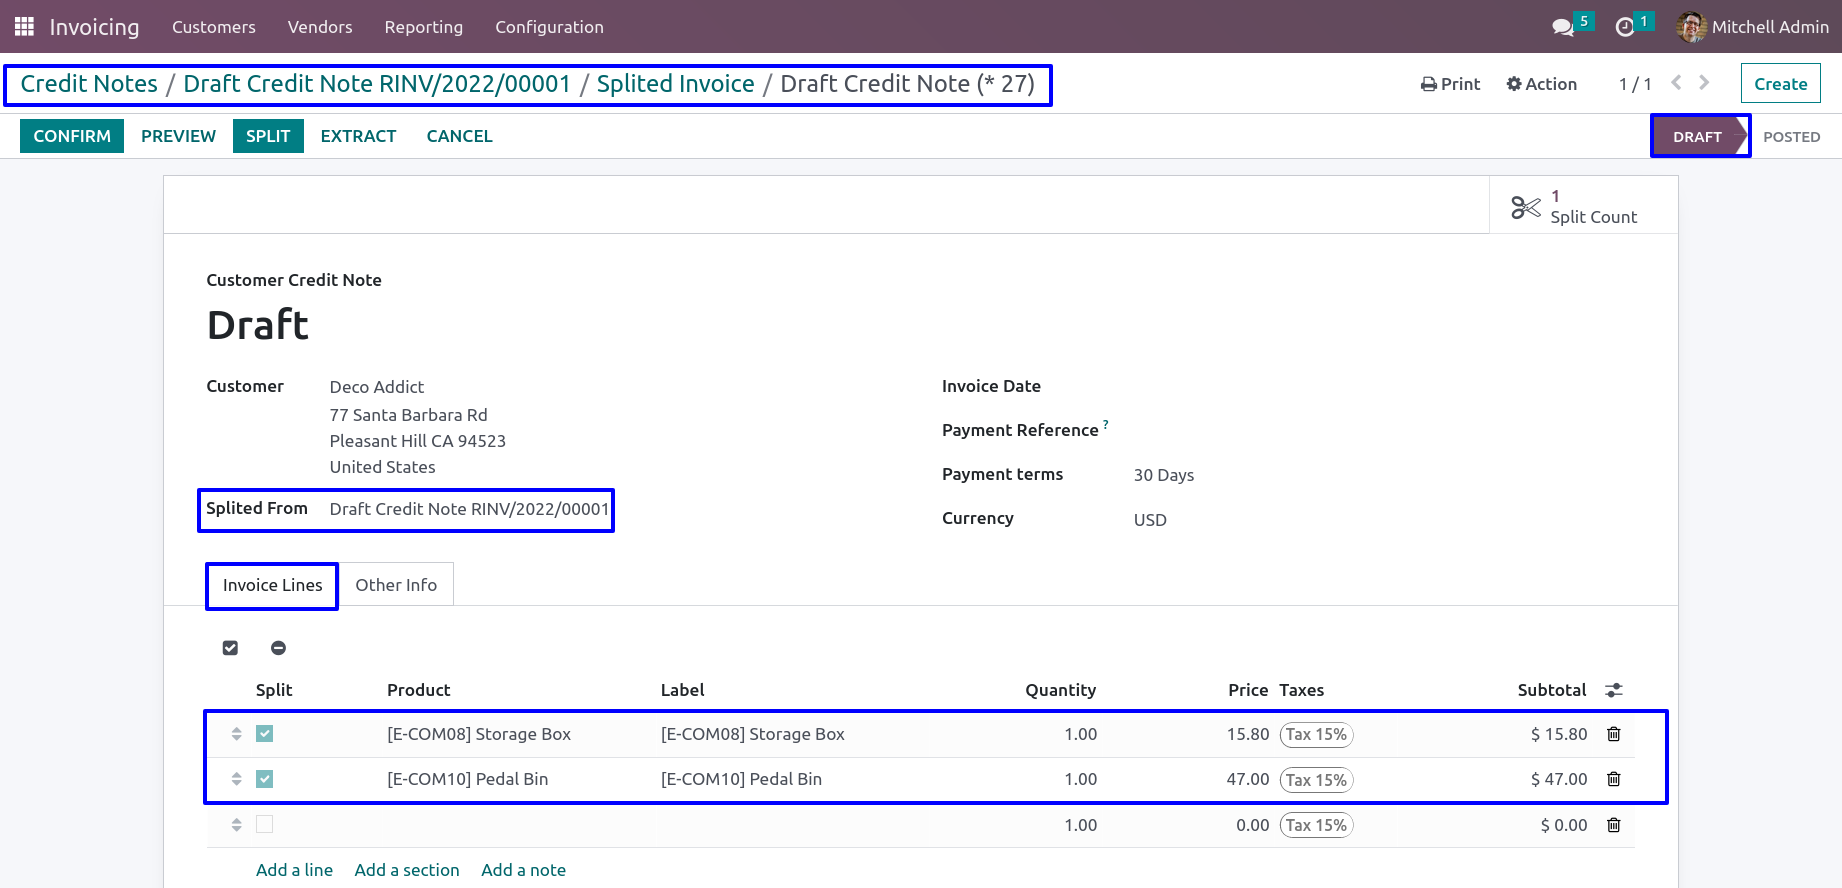 Invoicing Customers Vendors Reporting Configuration 5 1 Mitchell Admin
Credit Notes / Draft Credit Note RINV/2022/00001 / Splited Invoice / Draft Credit Note (* 27) Print Action 1 / 1 Create
CONFIRM PREVIEW SPLIT EXTRACT CANCEL DRAFT POSTED
1
Split Count
Customer Credit Note
Draft
Customer Deco Addict
77 Santa Barbara Rd
Pleasant Hill CA 94523
United States
Splited From Draft Credit Note RINV/2022/00001
Invoice Date
Payment Reference ?
Payment terms 30 Days
Currency USD
Invoice Lines Other Info
Split Product Label Quantity Price Taxes Subtotal
[E-COM08] Storage Box [E-COM08] Storage Box 1.00 15.80 Tax 15% $ 15.80
[E-COM10] Pedal Bin [E-COM10] Pedal Bin 1.00 47.00 Tax 15% $ 47.00
1.00 0.00 Tax 15% $ 0.00
Add a line Add a section Add a note